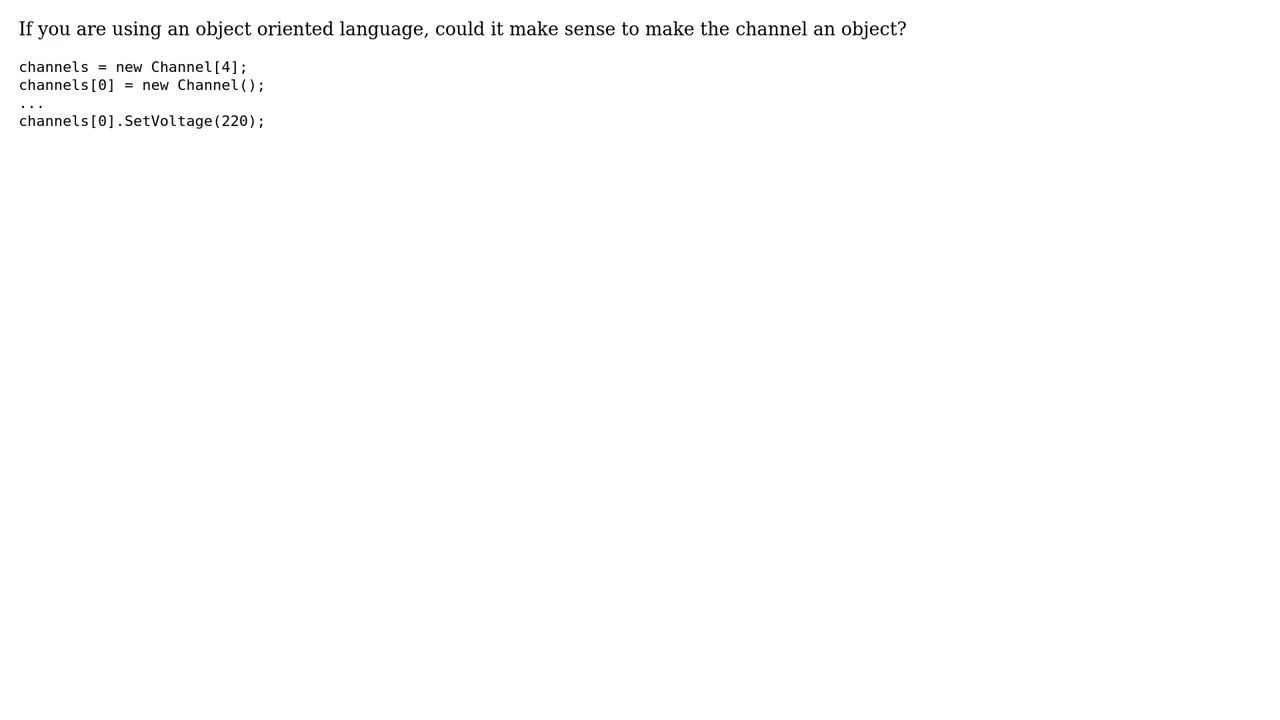 If you are using an object oriented language, could it make sense to make the channel an object?
channels = new Channel[4];
channels[0] = new Channel();
...
channels[0].SetVoltage(220);